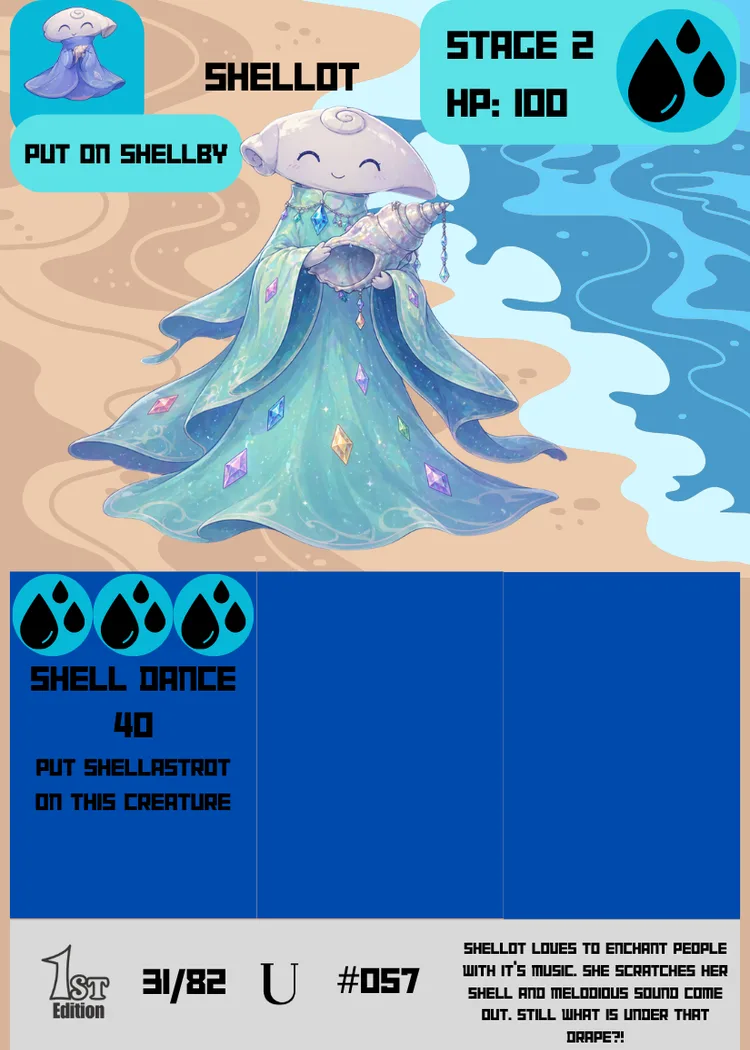 SHELLOT
STAGE 2
HP: 100
PUT ON SHELLBY
SHELL DANCE
40
PUT SHELLASTROT
ON THIS CREATURE
1ST
Edition
31/82
U
#057
SHELLOT LOVES TO ENCHANT PEOPLE
WITH IT'S MUSIC. SHE SCRATCHES HER
SHELL AND MELODIOUS SOUND COME
OUT. STILL WHAT IS UNDER THAT
DRAPE?!